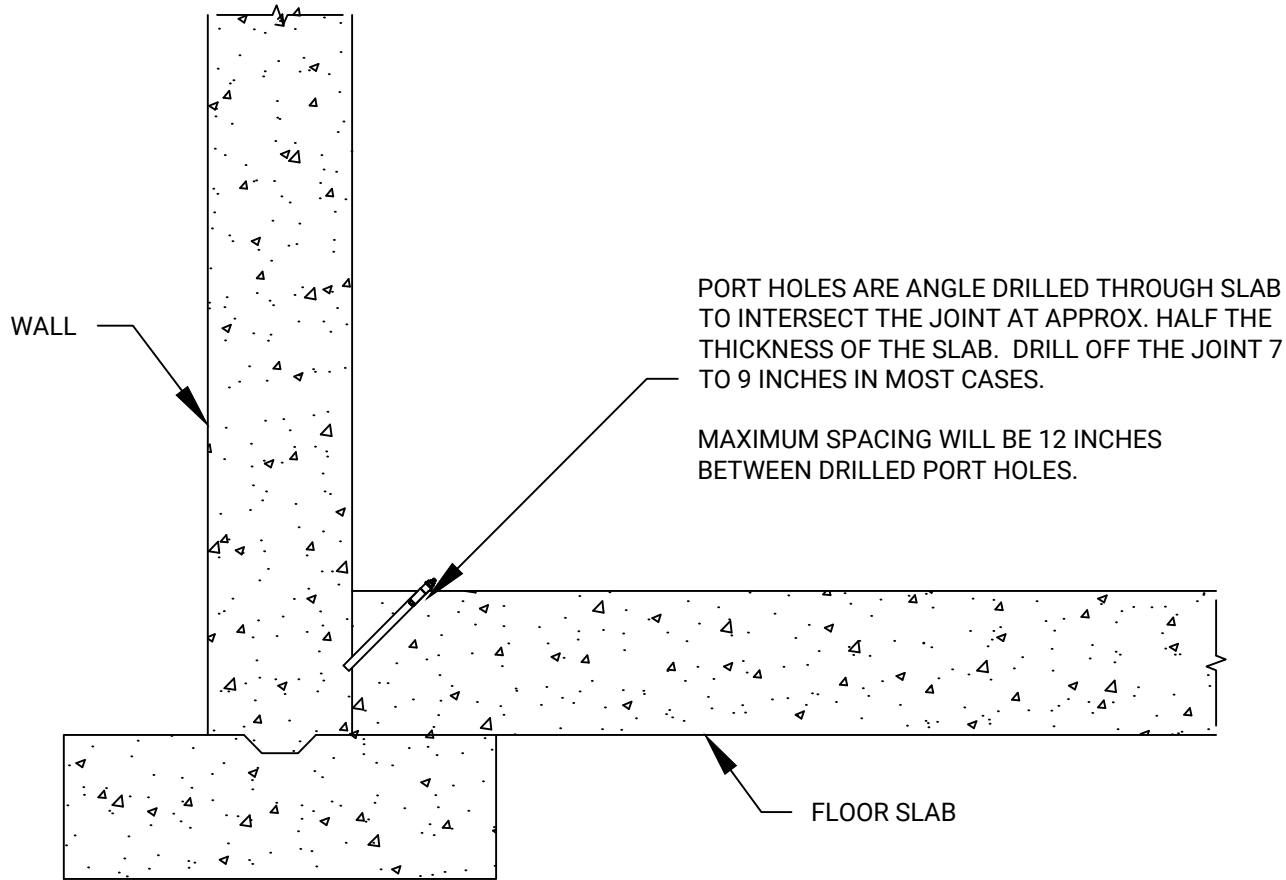 PORT HOLES ARE ANGLE DRILLED THROUGH SLAB
TO INTERSECT THE JOINT AT APPROX. HALF THE
THICKNESS OF THE SLAB.  DRILL OFF THE JOINT 7
TO 9 INCHES IN MOST CASES.
MAXIMUM SPACING WILL BE 12 INCHES
BETWEEN DRILLED PORT HOLES.
WALL
FLOOR SLAB